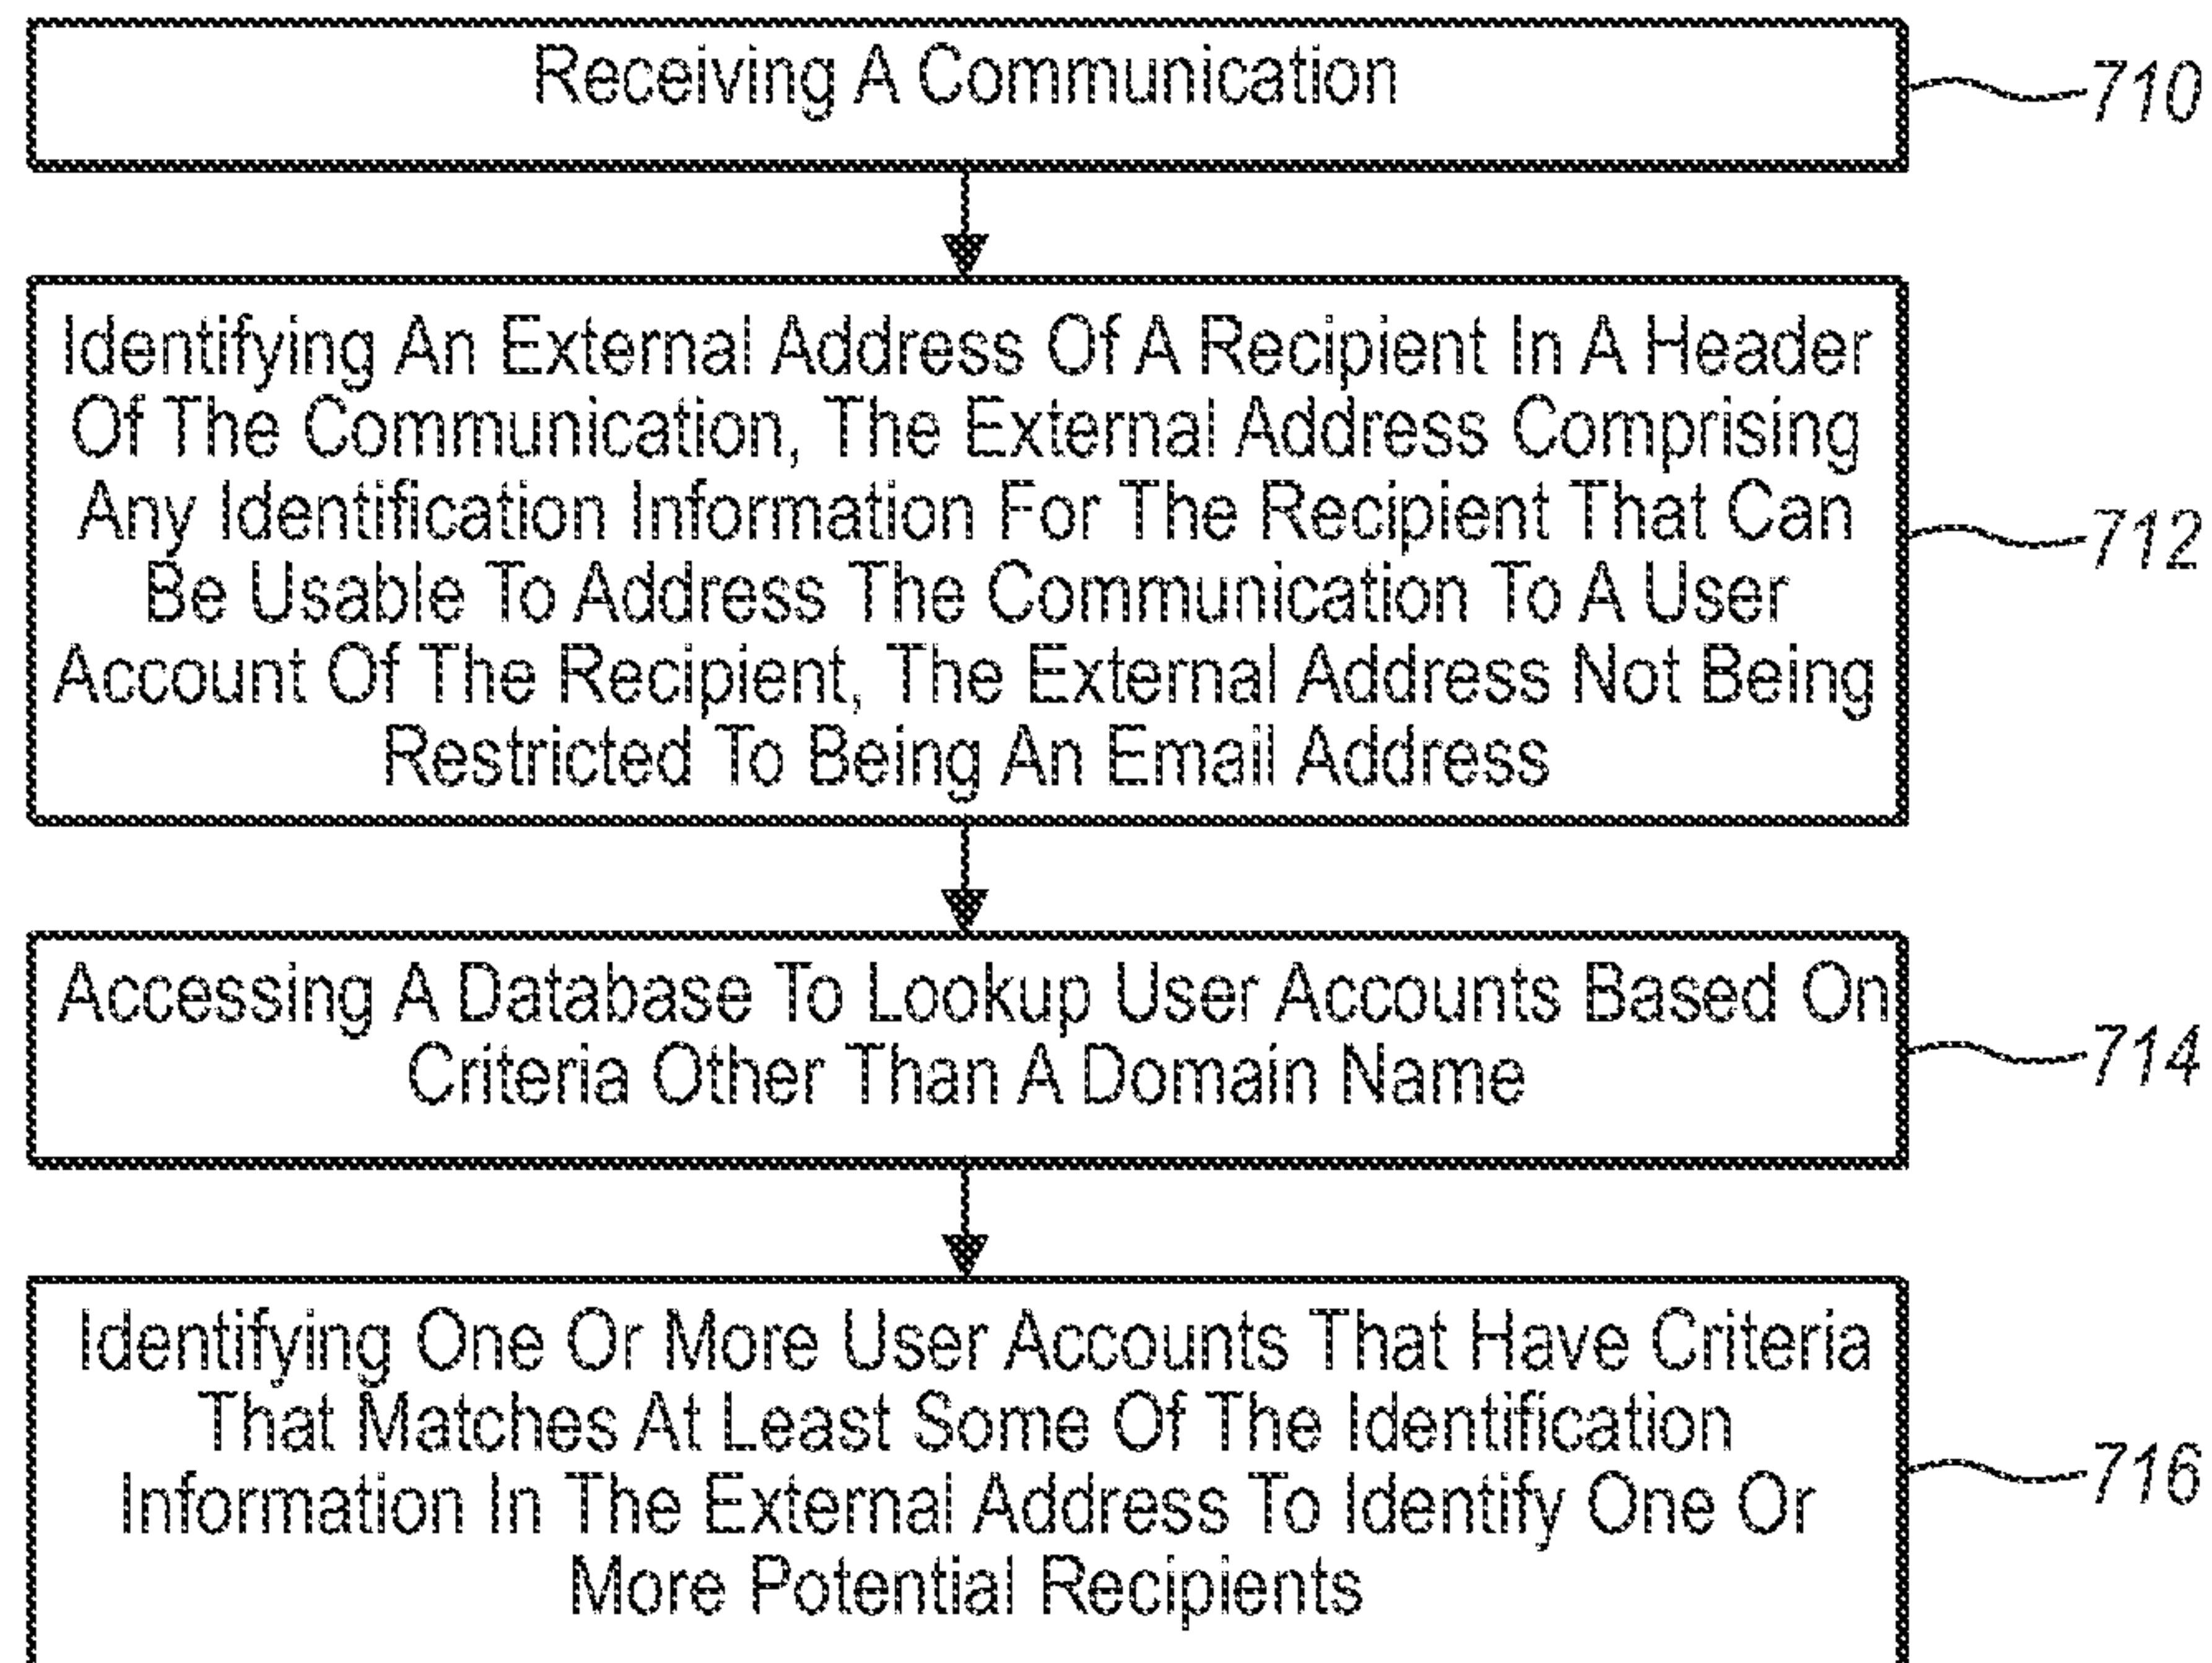 Receiving A Communication
710
Identifying An External Address Of A Recipient In A Header
Of The Communication, The External Address Comprising
Any Identification Information For The Recipient That Can
Be Usable To Address The Communication To A User
Account Of The Recipient, The External Address Not Being
Restricted To Being An Email Address
712
Accessing A Database To Lookup User Accounts Based On
Criteria Other Than A Domain Name
714
Identifying One Or More User Accounts That Have Criteria
That Matches At Least Some Of The Identification
Information In The External Address To Identify One Or
More Potential Recipients
716